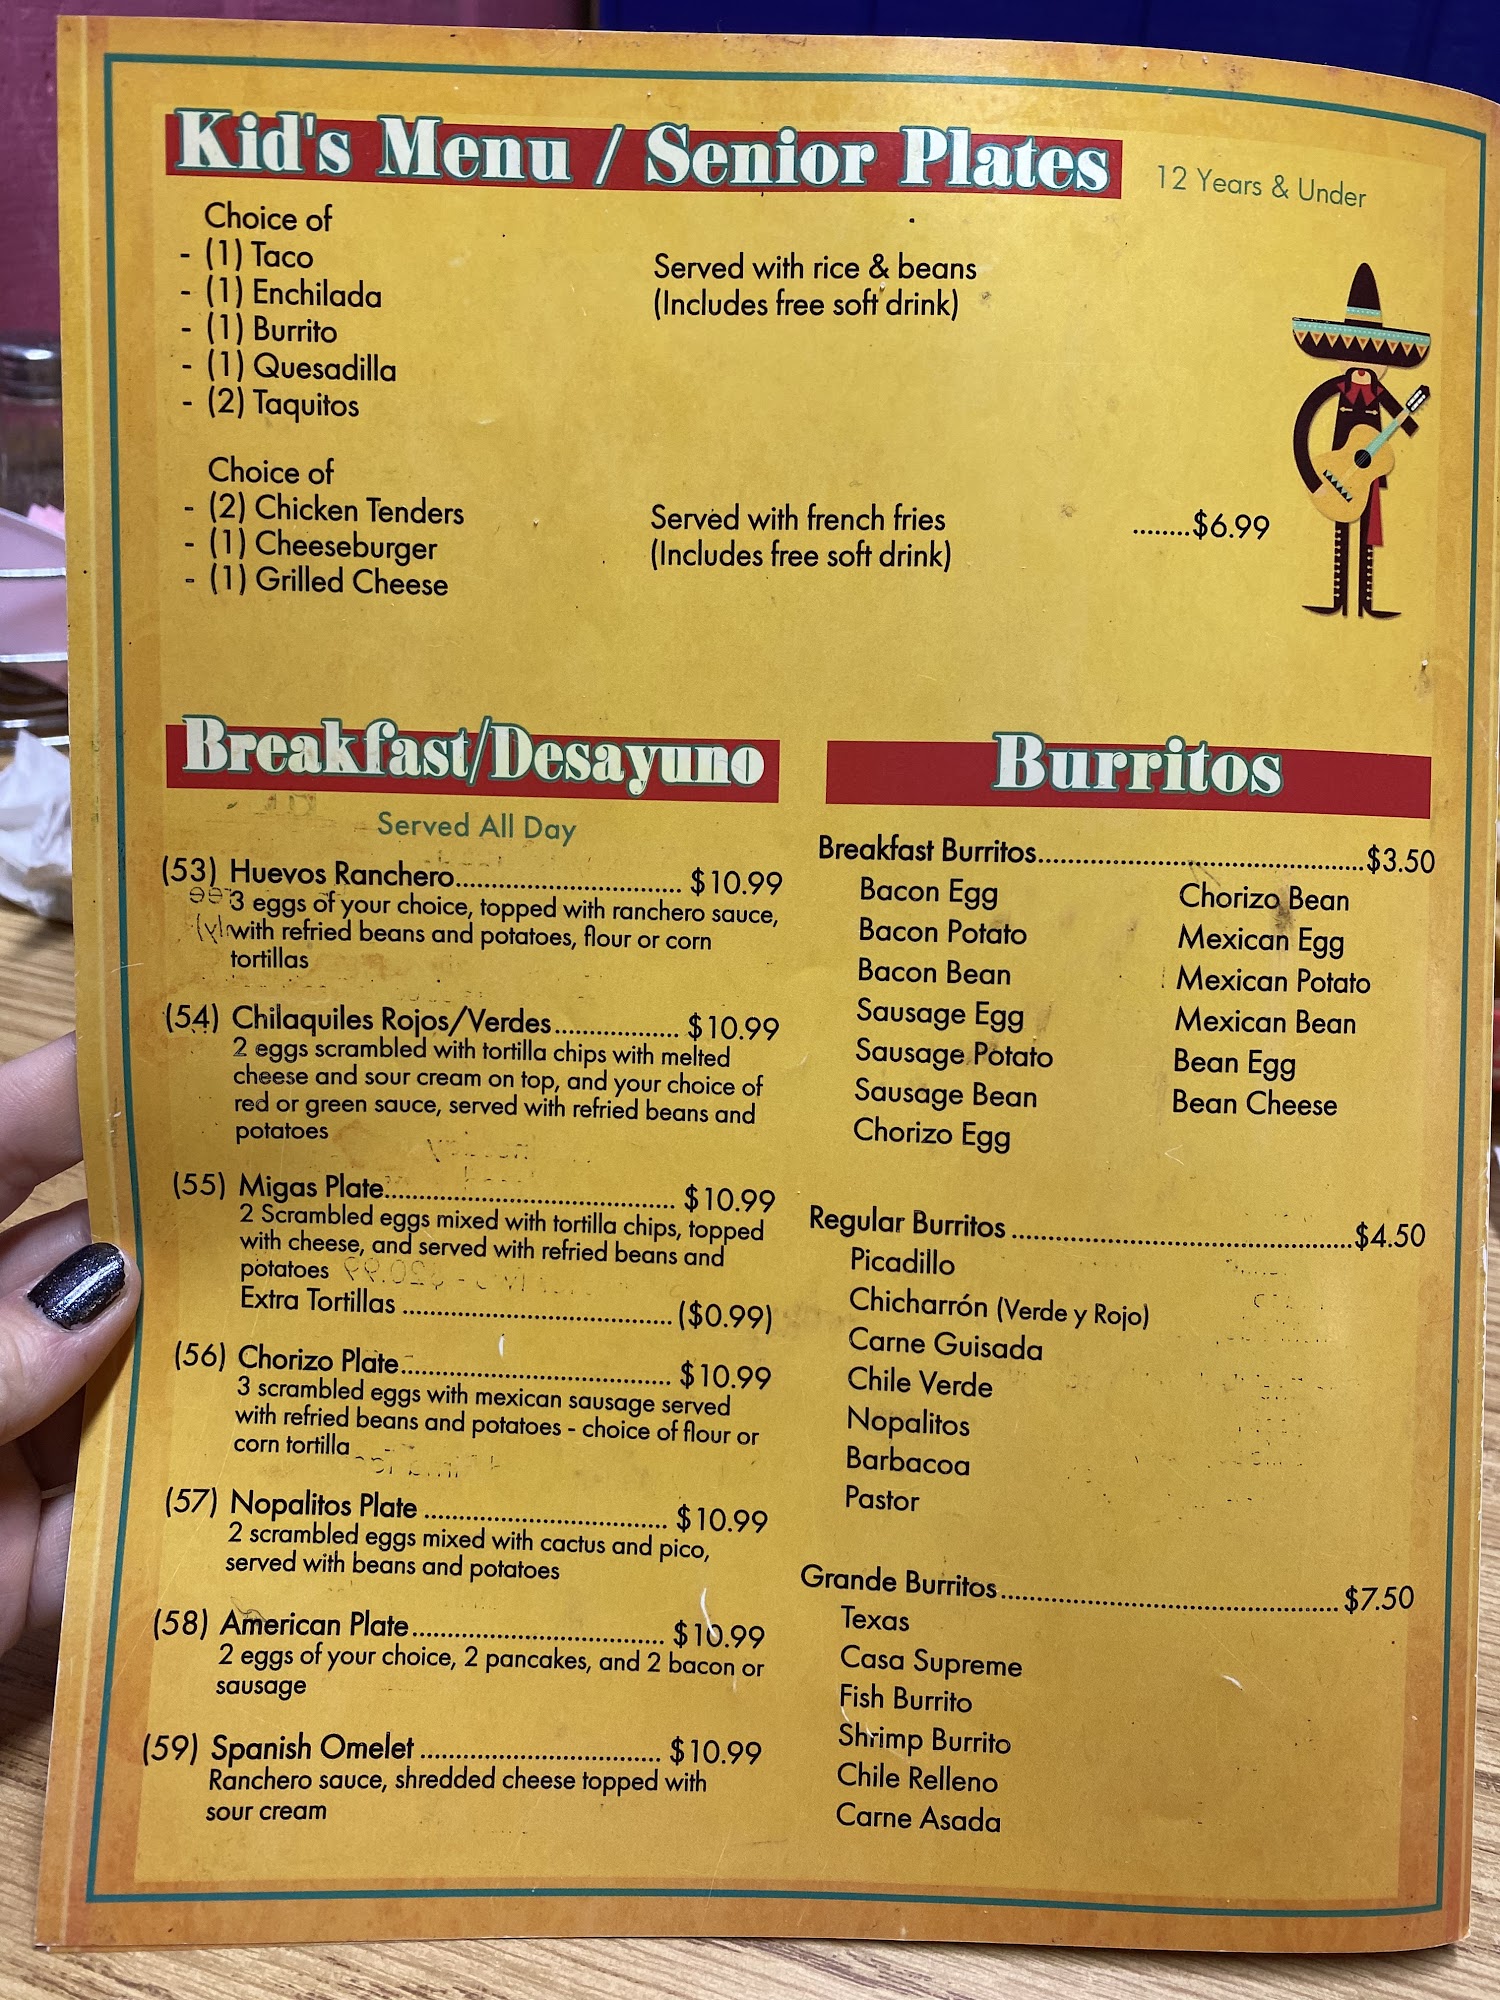 Kid's Menu / Senior Plates 12 Years & Under
Choice of
- (1) Taco
- (1) Enchilada
- (1) Burrito
- (1) Quesadilla
- (2) Taquitos
Served with rice & beans
(Includes free soft drink)
Choice of
- (2) Chicken Tenders
- (1) Cheeseburger
- (1) Grilled Cheese
Served with french fries
(Includes free soft drink)
........$6.99
Breakfast/Desayuno
Served All Day
(53) Huevos Ranchero................................. $10.99
3 eggs of your choice, topped with ranchero sauce,
with refried beans and potatoes, flour or corn
tortillas
(54) Chilaquiles Rojos/Verdes.................. $10.99
2 eggs scrambled with tortilla chips with melted
cheese and sour cream on top, and your choice of
red or green sauce, served with refried beans and
potatoes
(55) Migas Plate.......................................... $10.99
2 Scrambled eggs mixed with tortilla chips, topped
with cheese, and served with refried beans and
potatoes
Extra Tortillas ....................................... ($0.99)
(56) Chorizo Plate....................................... $10.99
3 scrambled eggs with mexican sausage served
with refried beans and potatoes - choice of flour or
corn tortilla
(57) Nopalitos Plate ................................... $10.99
2 scrambled eggs mixed with cactus and pico,
served with beans and potatoes
(58) American Plate.................................... $10.99
2 eggs of your choice, 2 pancakes, and 2 bacon or
sausage
(59) Spanish Omelet .................................. $10.99
Ranchero sauce, shredded cheese topped with
sour cream
Burritos
Breakfast Burritos...............................................$3.50
Bacon Egg
Bacon Potato
Bacon Bean
Sausage Egg
Sausage Potato
Sausage Bean
Chorizo Egg
Chorizo Bean
Mexican Egg
Mexican Potato
Mexican Bean
Bean Egg
Bean Cheese
Regular Burritos .................................................$4.50
Picadillo
Chicharrón (Verde y Rojo)
Carne Guisada
Chile Verde
Nopalitos
Barbacoa
Pastor
Grande Burritos................................................. $7.50
Texas
Casa Supreme
Fish Burrito
Shrimp Burrito
Chile Relleno
Carne Asada